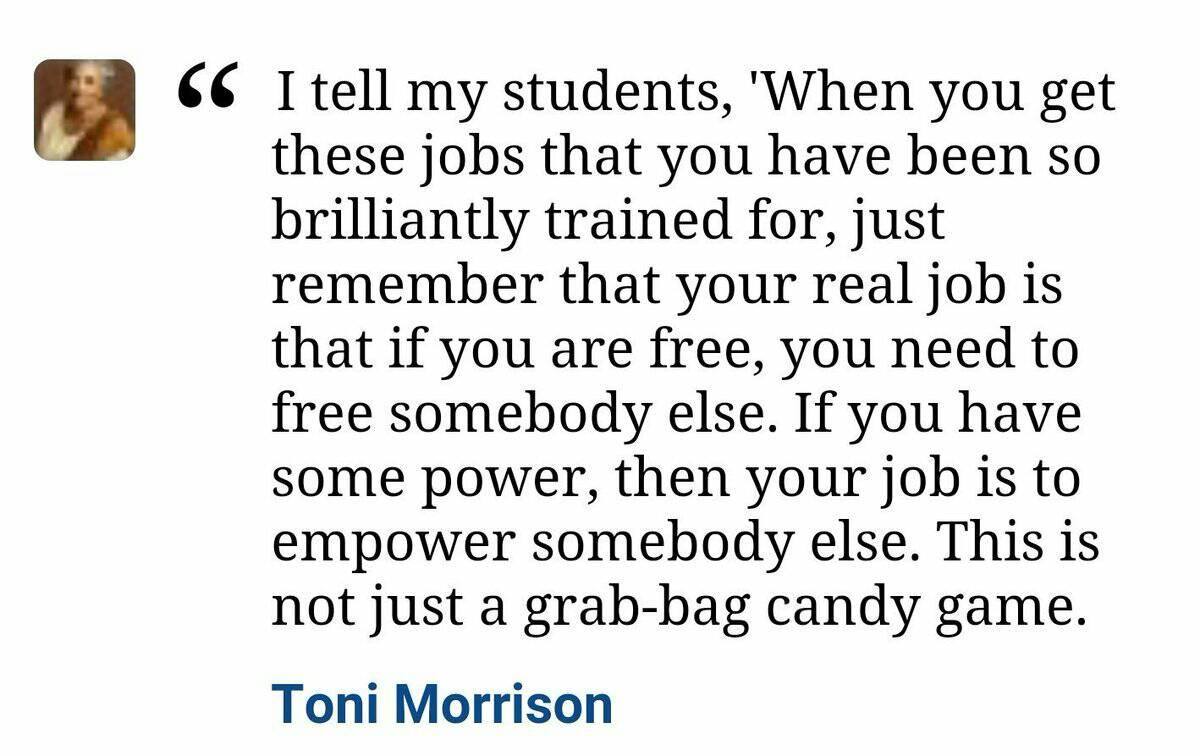 “ I tell my students, 'When you get
these jobs that you have been so
brilliantly trained for, just
remember that your real job is
that if you are free, you need to
free somebody else. If you have
some power, then your job is to
empower somebody else. This is
not just a grab-bag candy game.
Toni Morrison